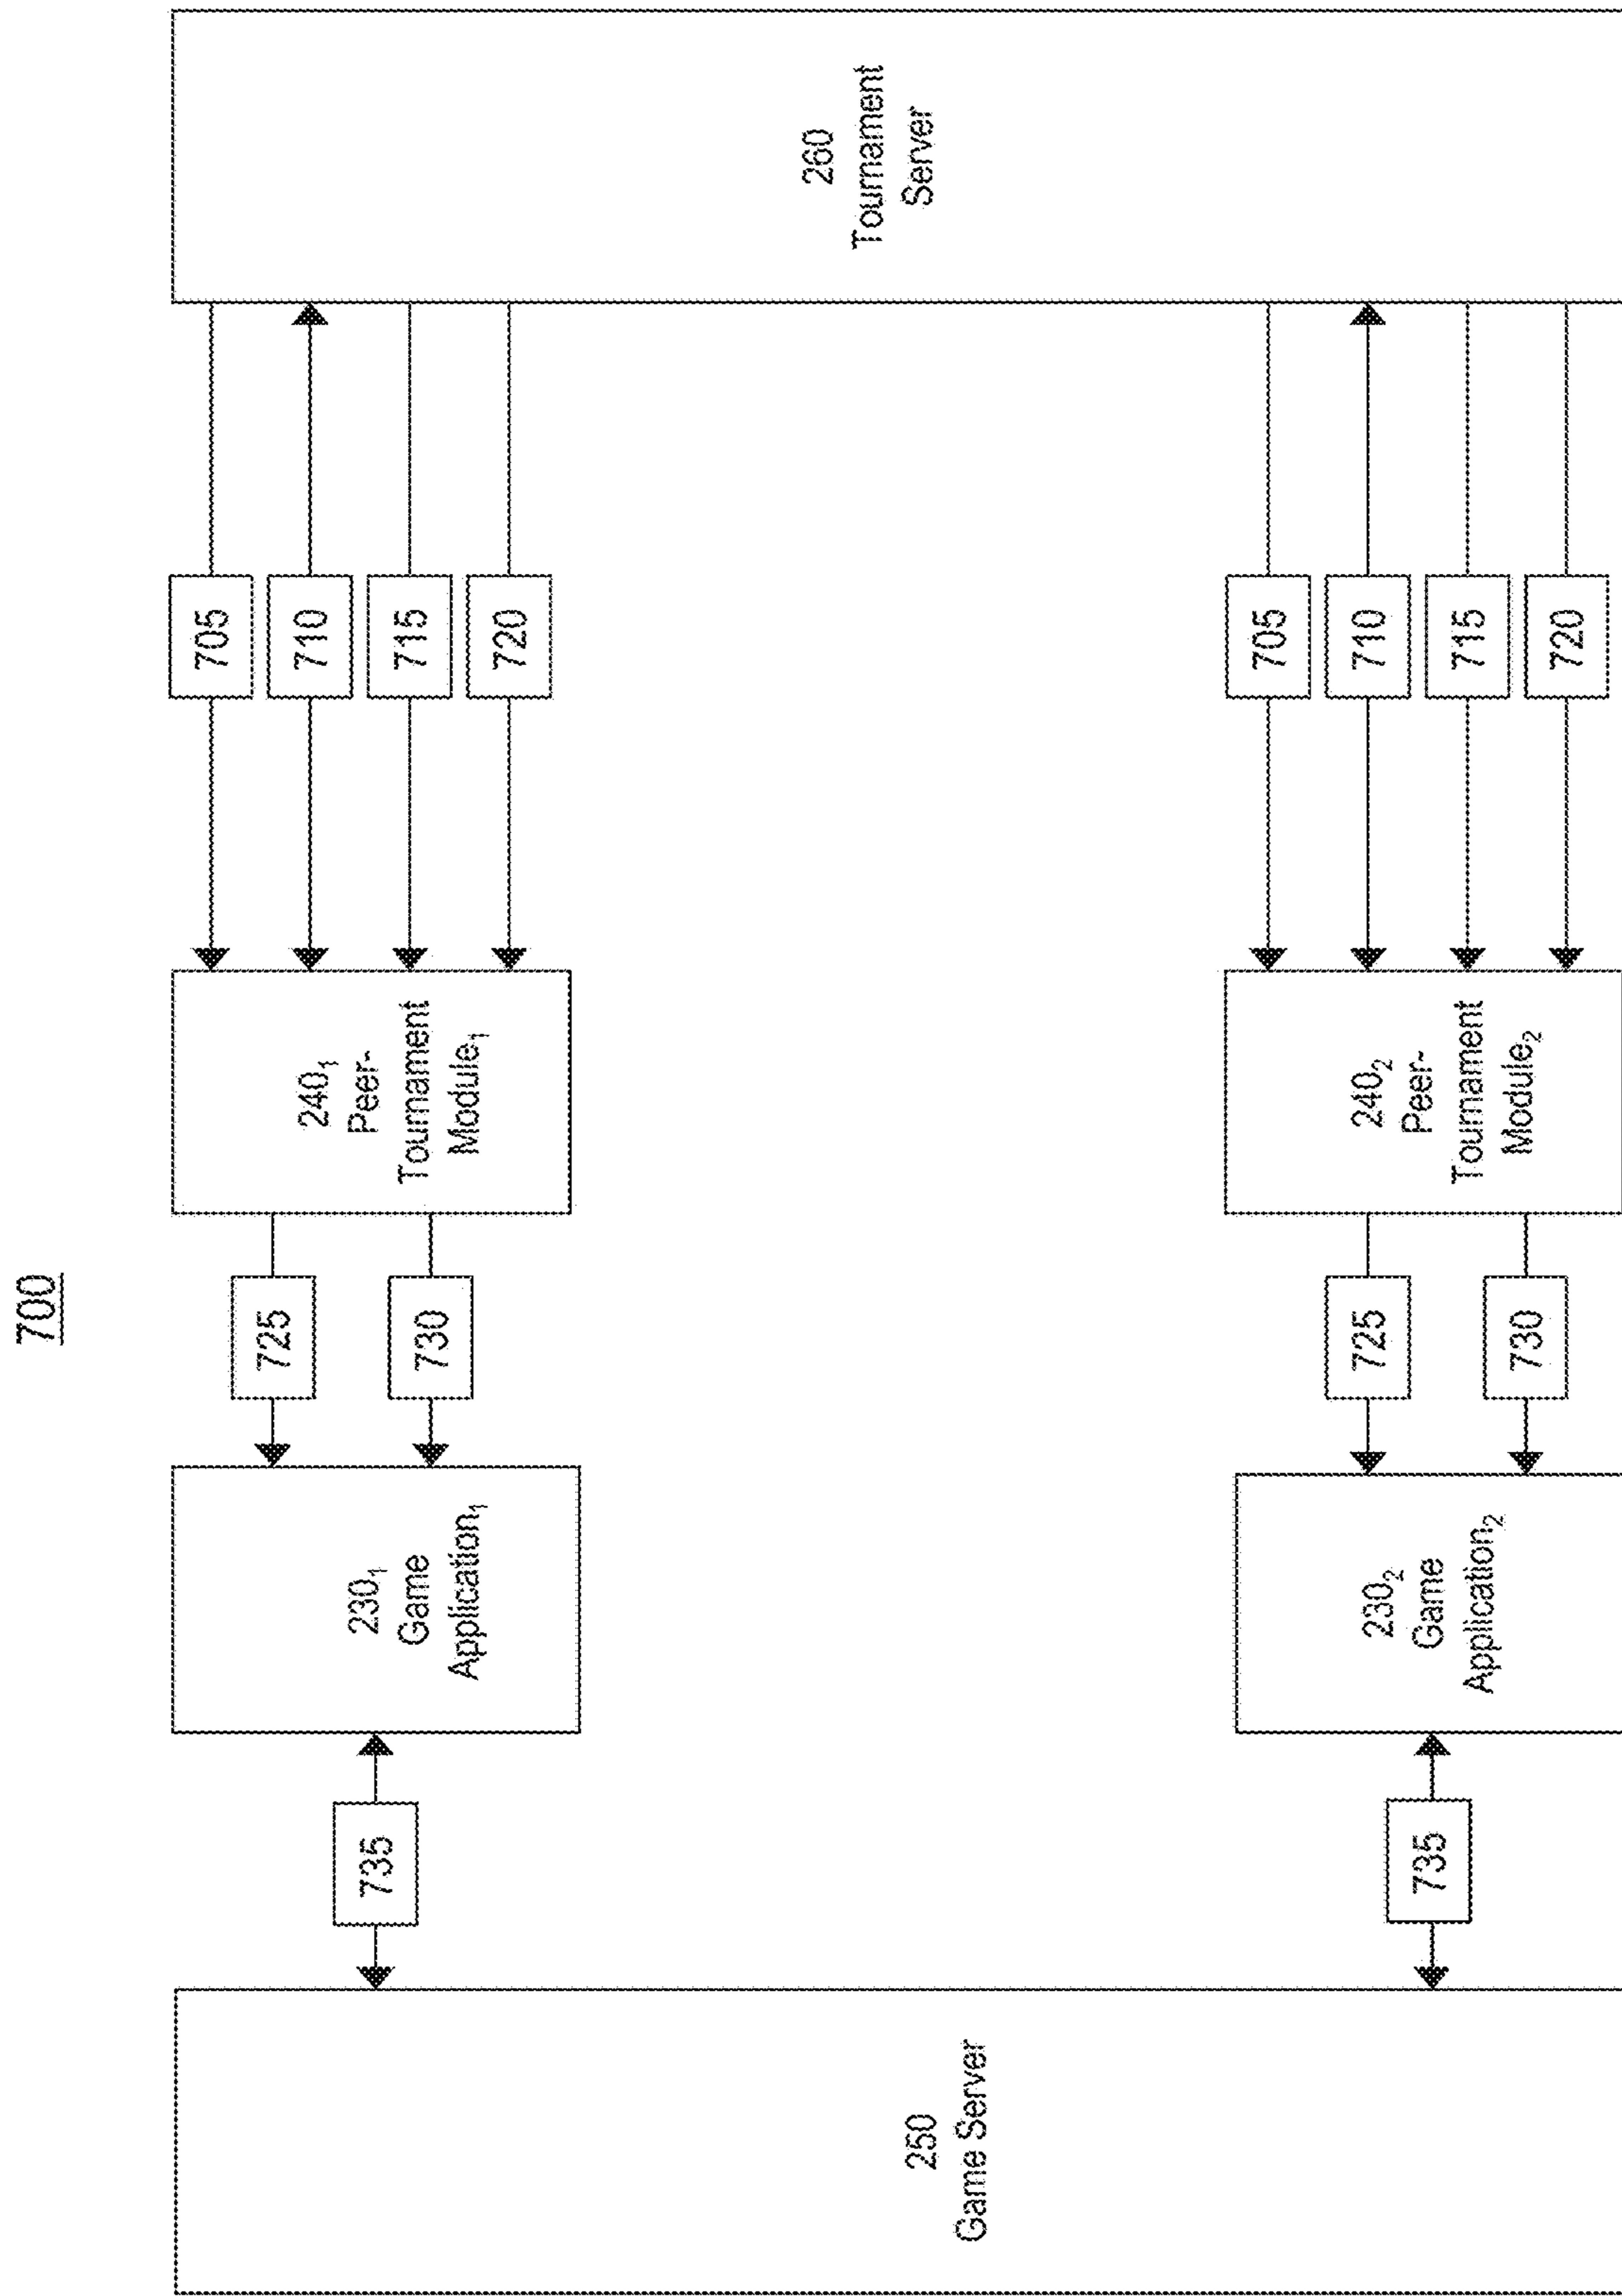 700
250
Game Server
735
230₁
Game
Application₁
725
730
240₁
Peer-
Tournament
Module₁
705
710
715
720
260
Tournament
Server
735
230₂
Game
Application₂
725
730
240₂
Peer-
Tournament
Module₂
705
710
715
720